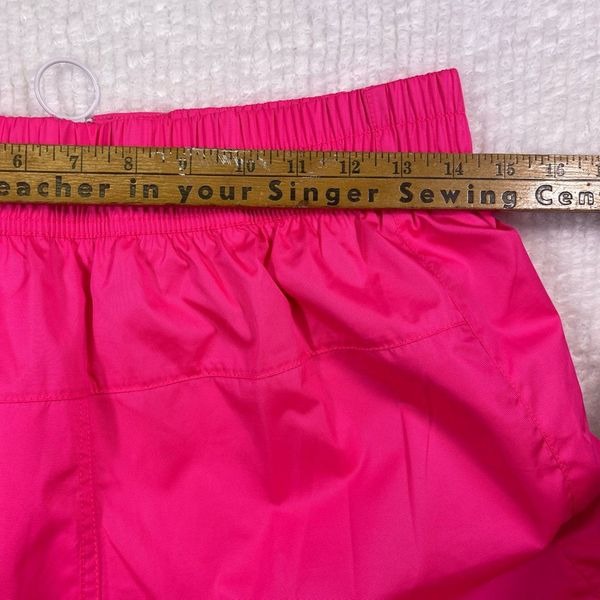 6 7 8 9 10 11 12 13 14 15 16
eacher in your Singer Sewing Cen